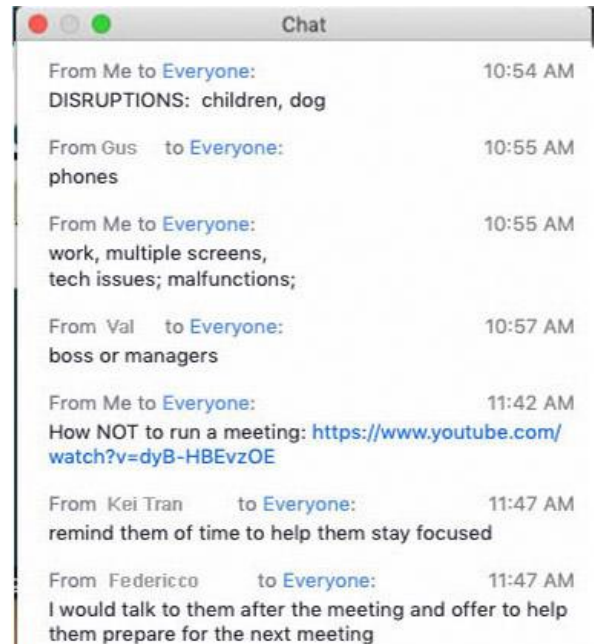 Chat
From Me to Everyone: 10:54 AM
DISRUPTIONS: children, dog
From Gus to Everyone: 10:55 AM
phones
From Me to Everyone: 10:55 AM
work, multiple screens,
tech issues; malfunctions;
From Val to Everyone: 10:57 AM
boss or managers
From Me to Everyone: 11:42 AM
How NOT to run a meeting: https://www.youtube.com/
watch?v=dyB-HBEvzOE
From Kei Tran to Everyone: 11:47 AM
remind them of time to help them stay focused
From Federicco to Everyone: 11:47 AM
I would talk to them after the meeting and offer to help
them prepare for the next meeting